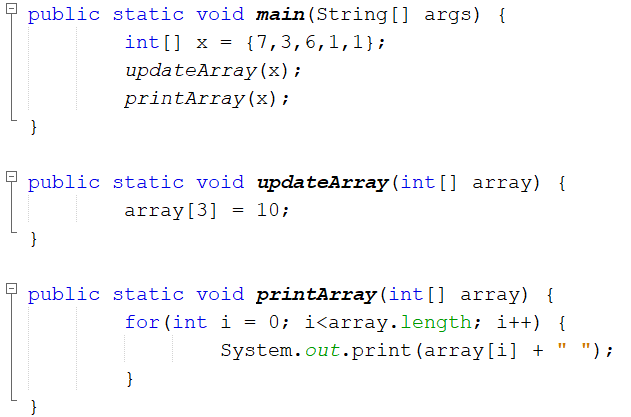 public static void main(String[] args) {
int[] x = {7,3,6,1,1};
updateArray(x);
printArray(x);
}
public static void updateArray(int[] array) {
array[3] = 10;
}
public static void printArray(int[] array) {
for(int i = 0; i<array.length; i++) {
System.out.print(array[i] + " ");
}
}